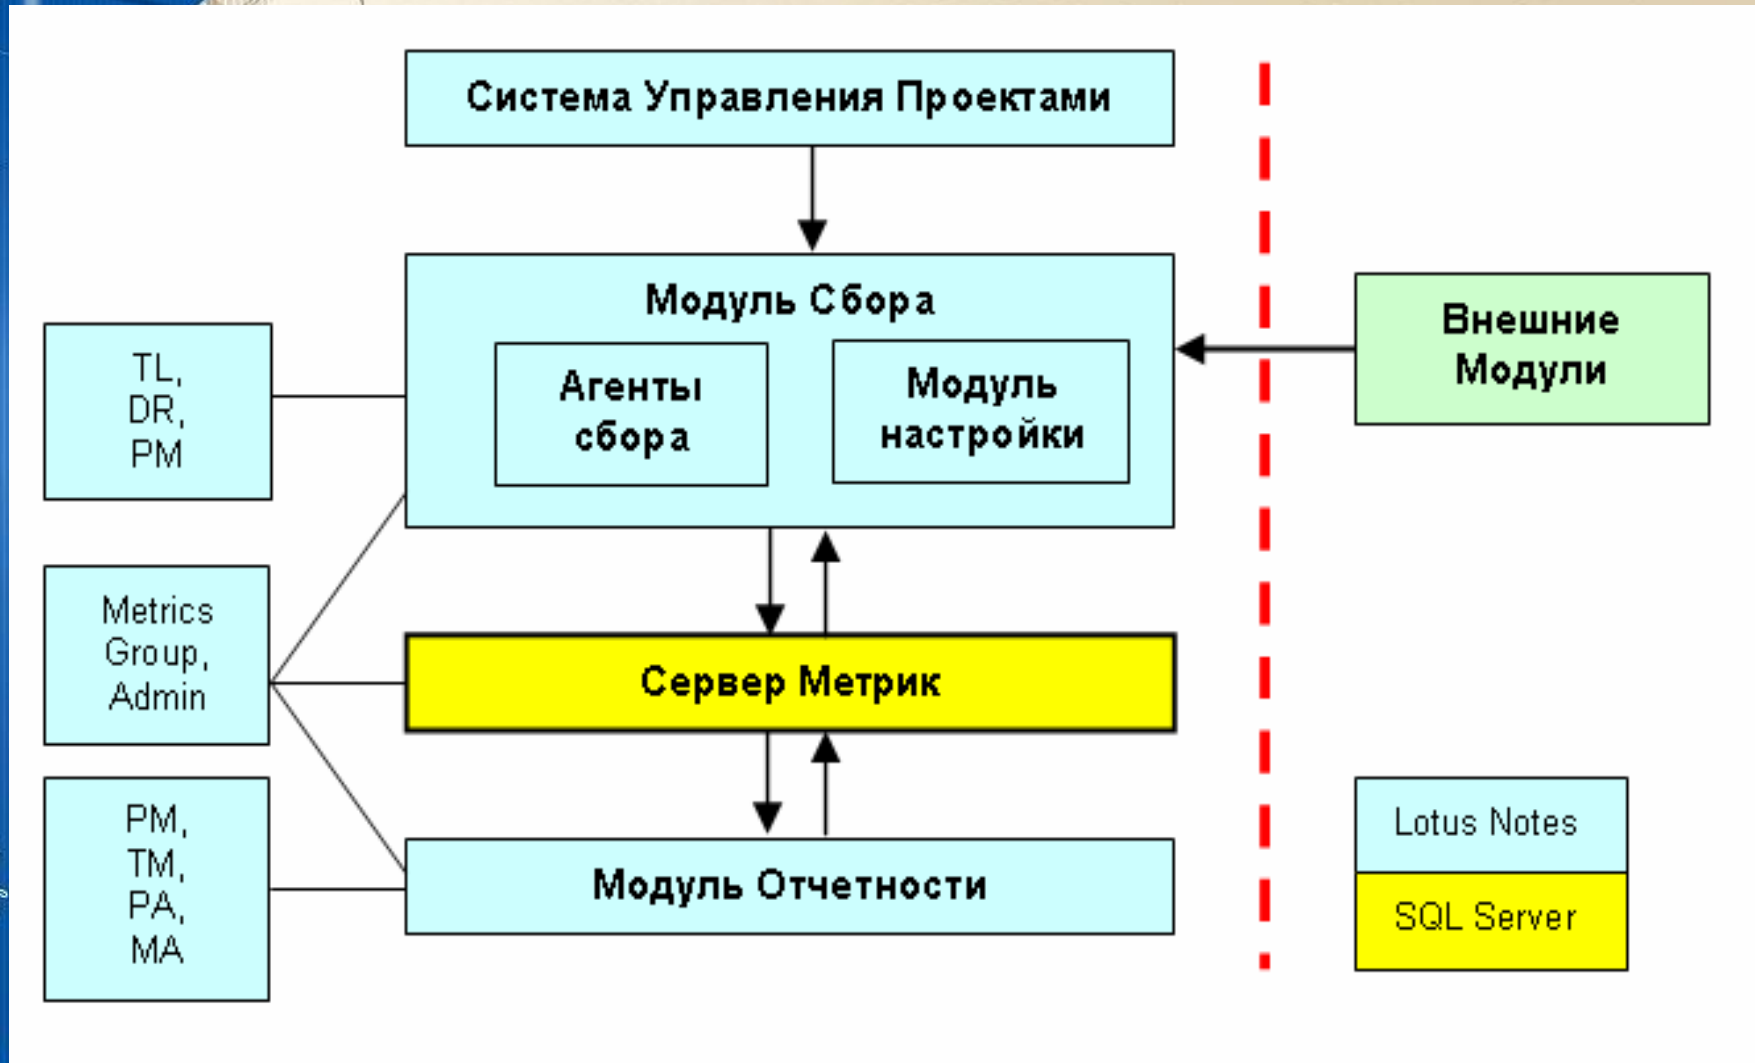 Система Управления Проектами
Модуль Сбора
Агенты
сбора
Модуль
настройки
Внешние
Модули
TL,
DR,
PM
Metrics
Group,
Admin
Сервер Метрик
PM,
TM,
PA,
MA
Модуль Отчетности
Lotus Notes
SQL Server